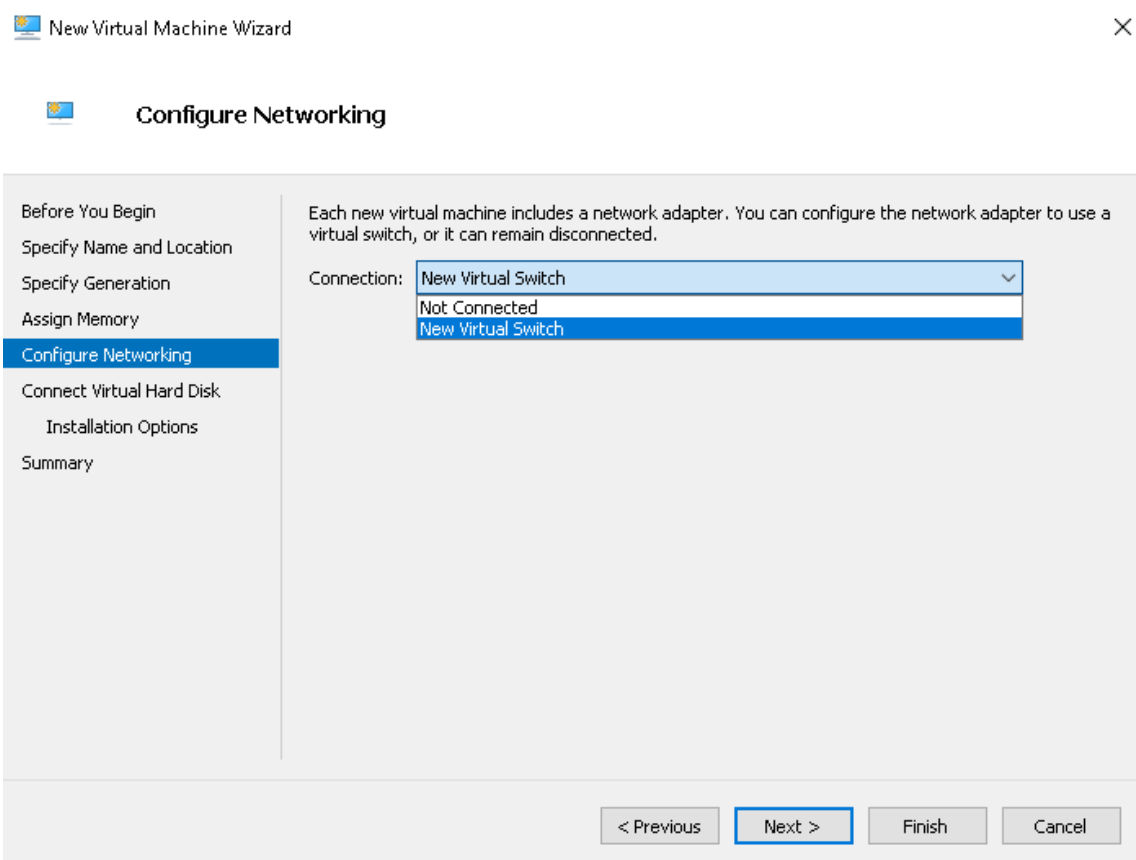 New Virtual Machine Wizard
Configure Networking
Before You Begin
Specify Name and Location
Specify Generation
Assign Memory
Configure Networking
Connect Virtual Hard Disk
Installation Options
Summary
Each new virtual machine includes a network adapter. You can configure the network adapter to use a
virtual switch, or it can remain disconnected.
Connection: New Virtual Switch
Not Connected
New Virtual Switch
< Previous Next > Finish Cancel